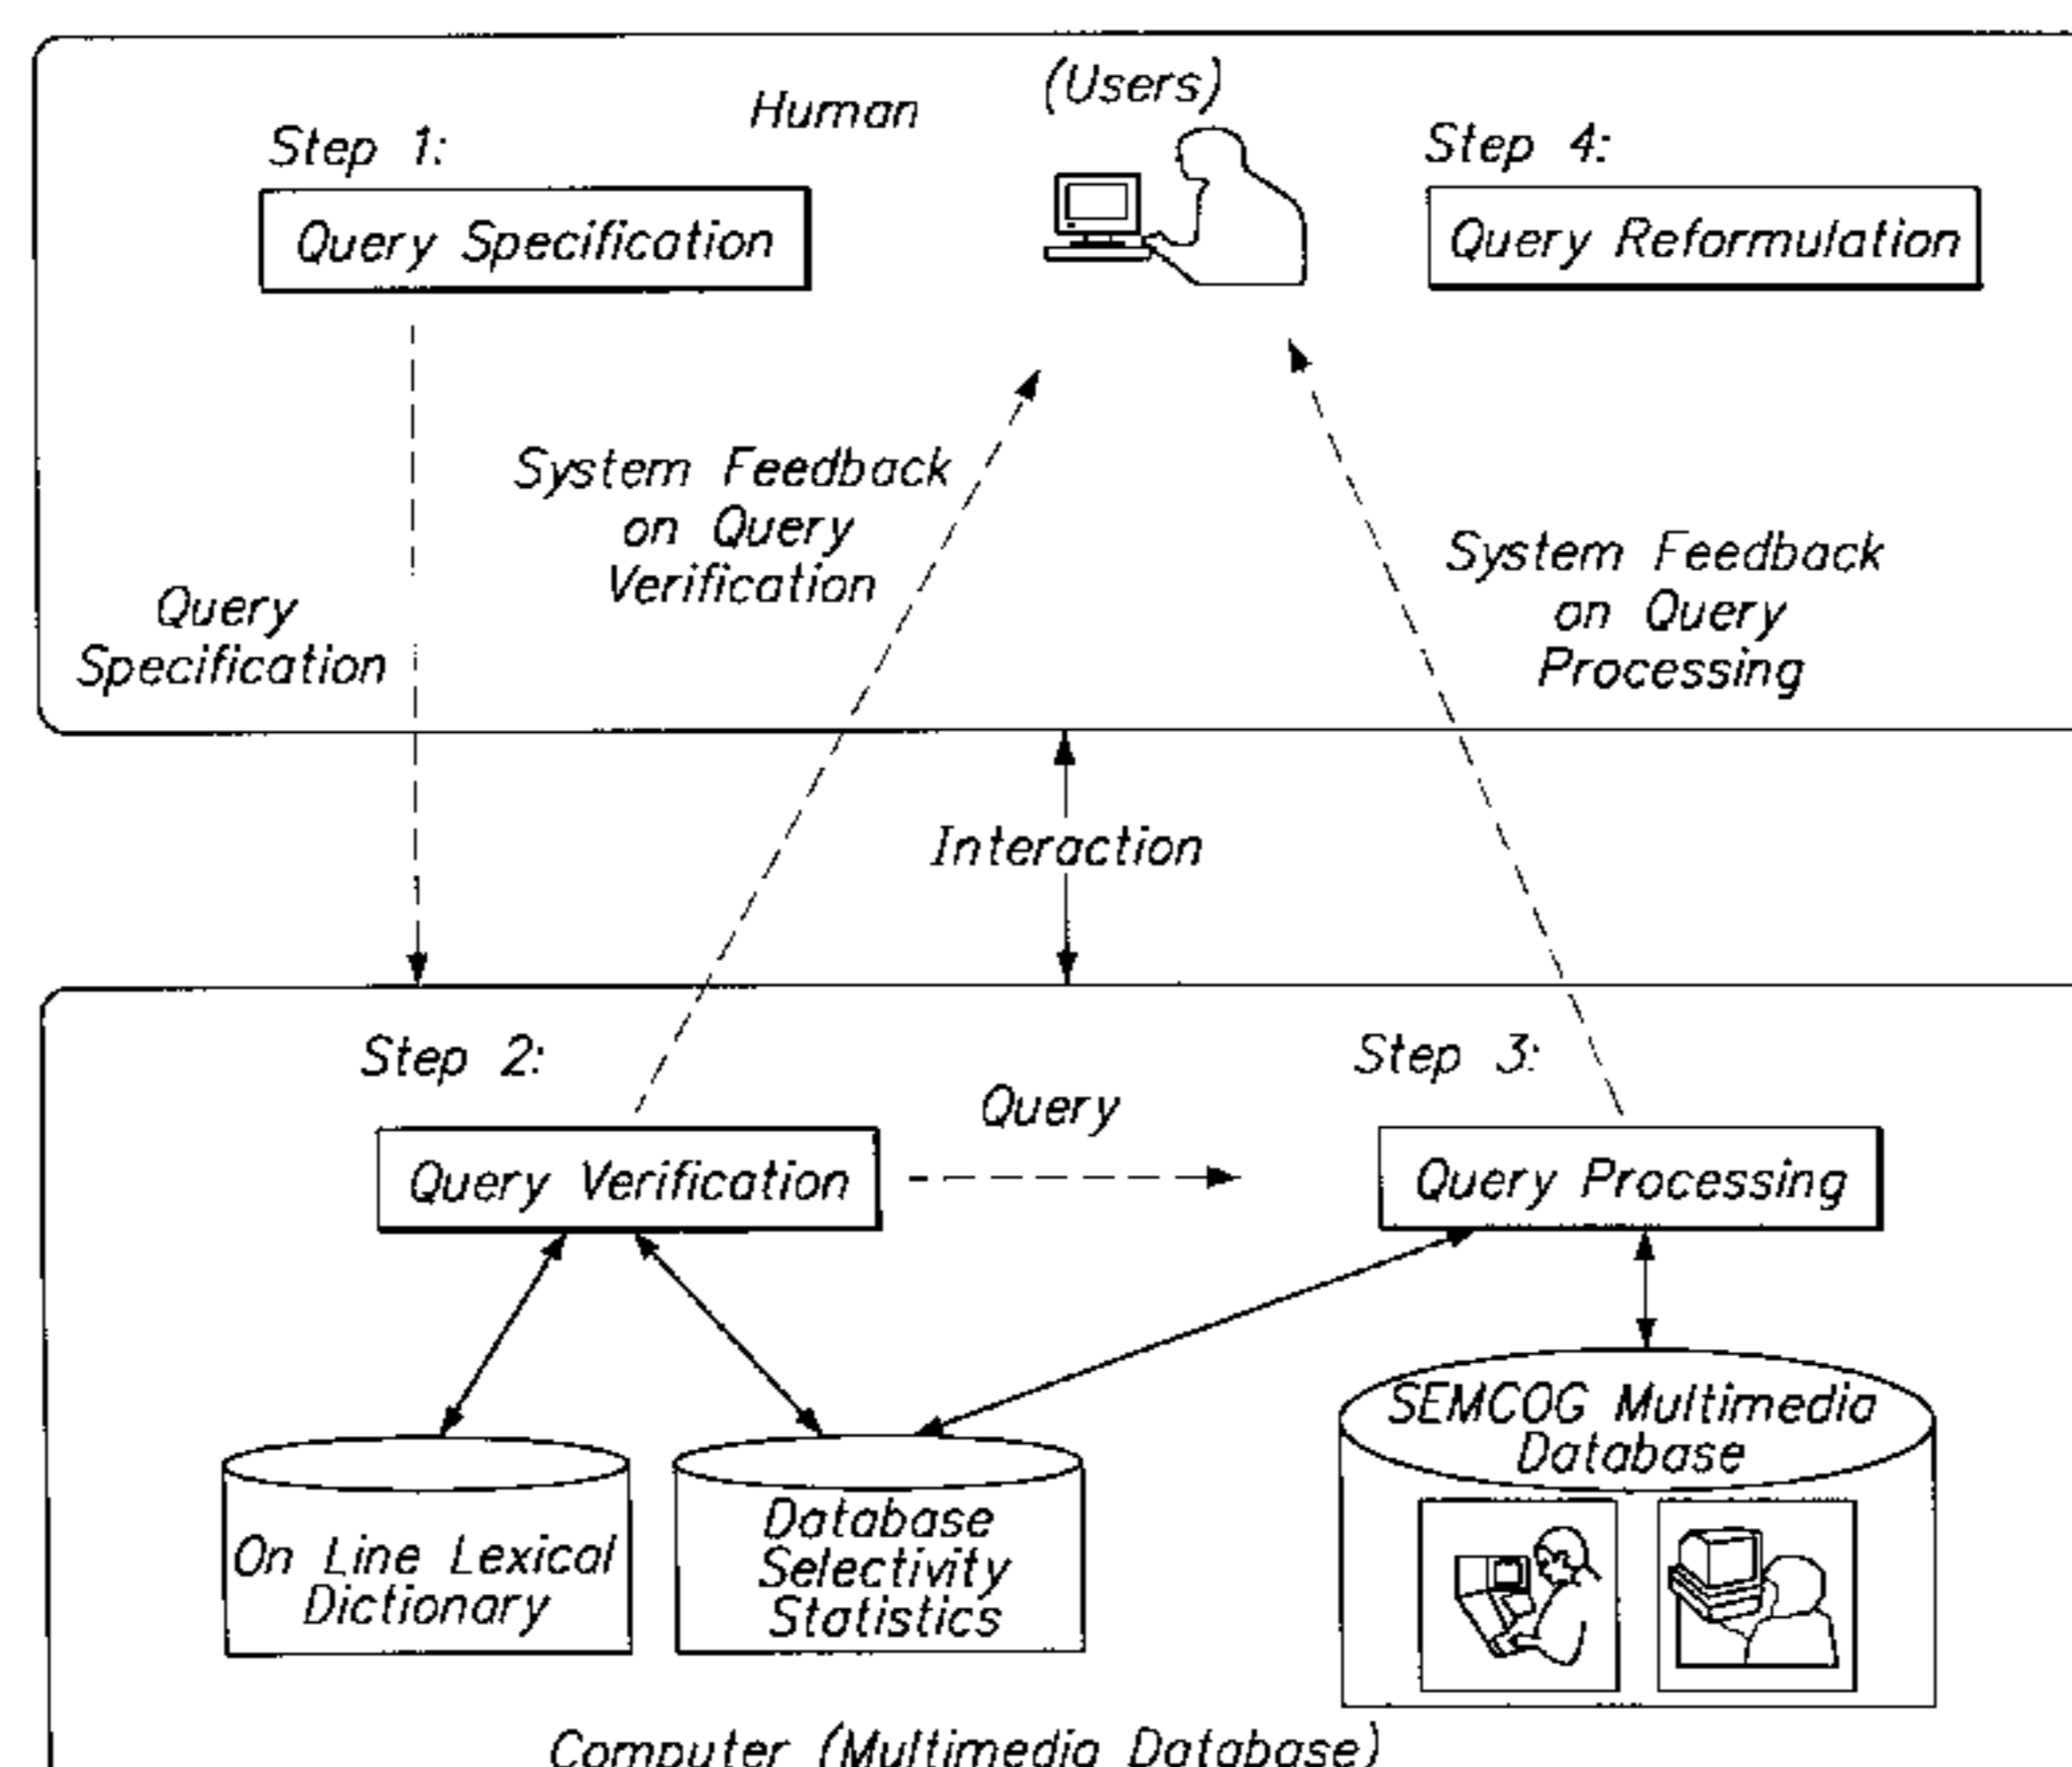 Human
(Users)
Step 1:
Query Specification
Step 4:
Query Reformulation
System Feedback
on Query
Verification
System Feedback
on Query
Processing
Query
Specification
Interaction
Step 2:
Query Verification
Query
Step 3:
Query Processing
On Line Lexical
Dictionary
Database
Selectivity
Statistics
SEMCOG Multimedia
Database
Computer (Multimedia Database)